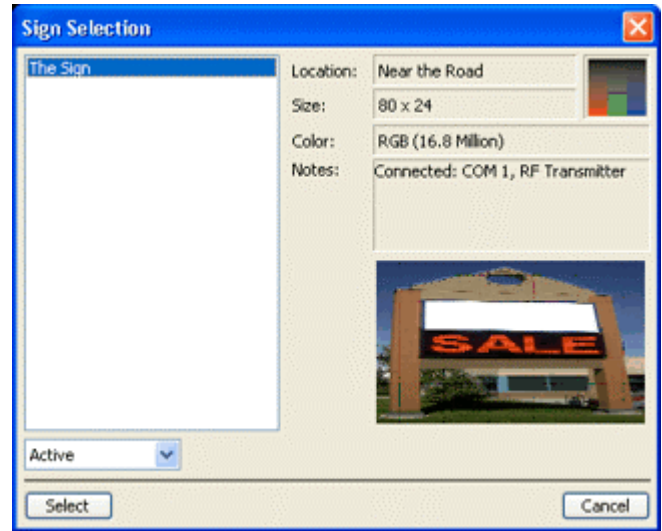 Sign Selection
The Sign
Location: Near the Road
Size: 80 x 24
Color: RGB (16.8 Million)
Notes: Connected: COM 1, RF Transmitter
SALE
Active
Select
Cancel